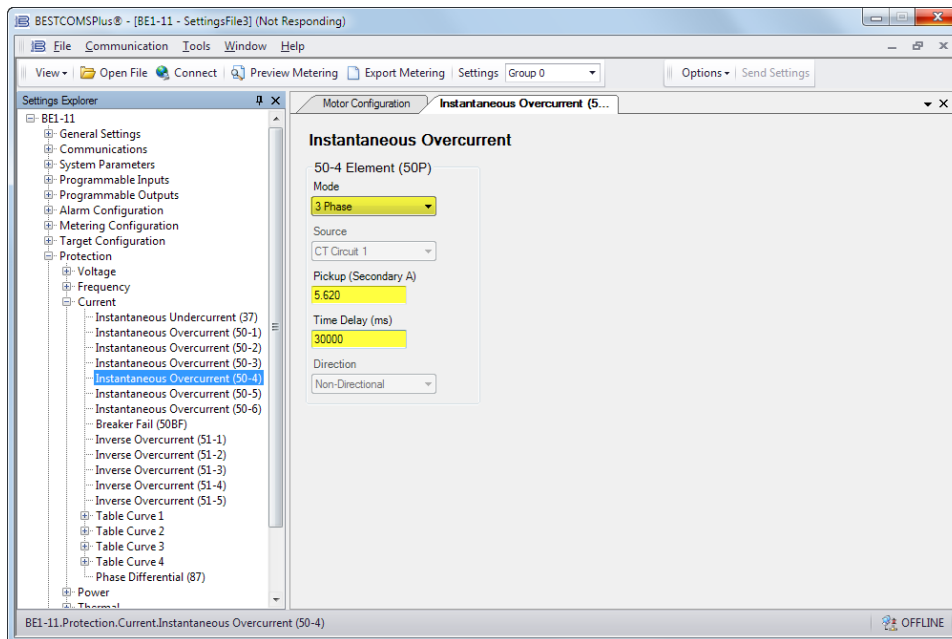 BESTCOMSPlus® - [BE1-11 - SettingsFile3] (Not Responding)
File Communication Tools Window Help
View Open File Connect Preview Metering Export Metering Settings Group 0 Options Send Settings
Settings Explorer
BE1-11
General Settings
Communications
System Parameters
Programmable Inputs
Programmable Outputs
Alarm Configuration
Metering Configuration
Target Configuration
Protection
Voltage
Frequency
Current
Instantaneous Undercurrent (37)
Instantaneous Overcurrent (50-1)
Instantaneous Overcurrent (50-2)
Instantaneous Overcurrent (50-3)
Instantaneous Overcurrent (50-4)
Instantaneous Overcurrent (50-5)
Instantaneous Overcurrent (50-6)
Breaker Fail (50BF)
Inverse Overcurrent (51-1)
Inverse Overcurrent (51-2)
Inverse Overcurrent (51-3)
Inverse Overcurrent (51-4)
Inverse Overcurrent (51-5)
Table Curve 1
Table Curve 2
Table Curve 3
Table Curve 4
Phase Differential (87)
Power
Thermal
Motor Configuration
Instantaneous Overcurrent (5...
Instantaneous Overcurrent
50-4 Element (50P)
Mode
3 Phase
Source
CT Circuit 1
Pickup (Secondary A)
5.620
Time Delay (ms)
30000
Direction
Non-Directional
BE1-11.Protection.Current.Instantaneous Overcurrent (50-4)
OFFLINE